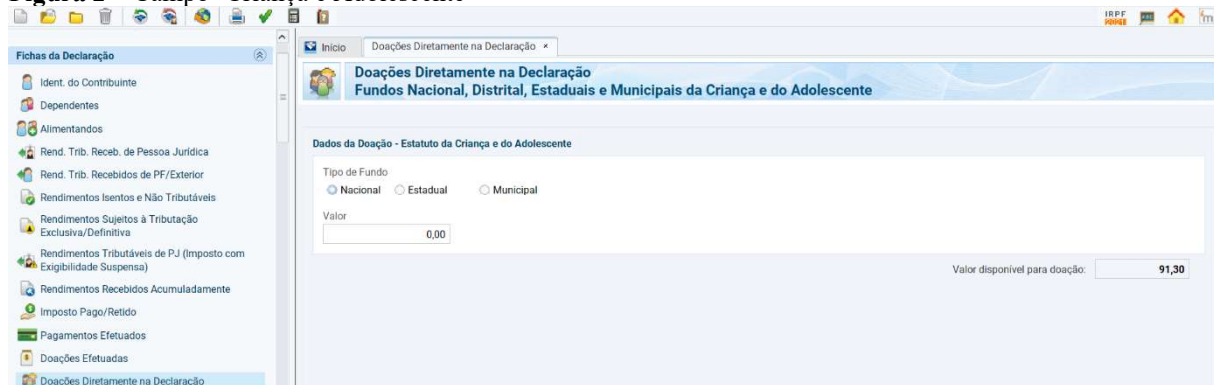 IRPF
Fichas da Declaração
Ident. do Contribuinte
Dependentes
Alimentandos
Rend. Trib. Receb. de Pessoa Jurídica
Rend. Trib. Recebidos de PF/Exterior
Rendimentos Isentos e Não Tributáveis
Rendimentos Sujeitos à Tributação
Exclusiva/Definitiva
Rendimentos Tributáveis de PJ (Imposto com
Exigibilidade Suspensa)
Rendimentos Recebidos Acumuladamente
Imposto Pago/Retido
Pagamentos Efetuados
Doações Efetuadas
Doações Diretamente na Declaração
Início
Doações Diretamente na Declaração ×
Doações Diretamente na Declaração
Fundos Nacional, Distrital, Estaduais e Municipais da Criança e do Adolescente
Dados da Doação - Estatuto da Criança e do Adolescente
Tipo de Fundo
Nacional Estadual Municipal
Valor
0,00
Valor disponível para doação: 91,30